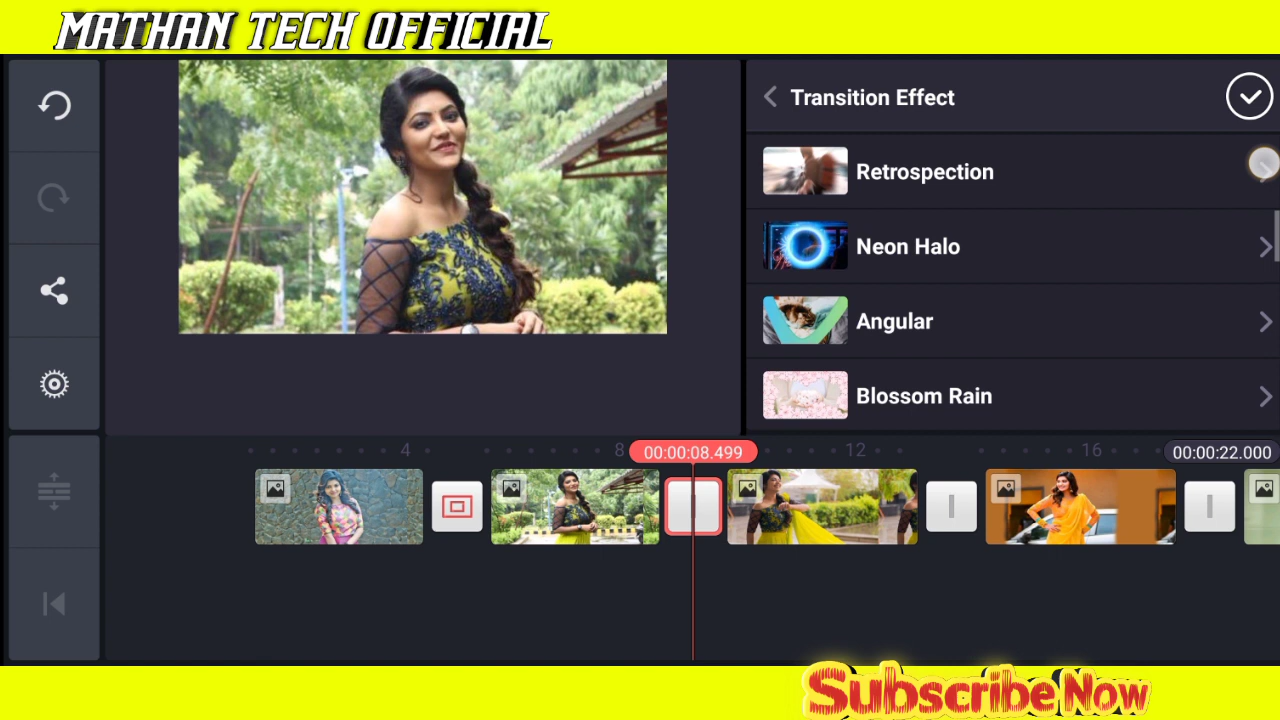 MATHAN TECH OFFICIAL
Transition Effect
Retrospection
Neon Halo
Angular
Blossom Rain
4
8
00:00:08.499
12
16
00:00:22.000
Subscribe Now